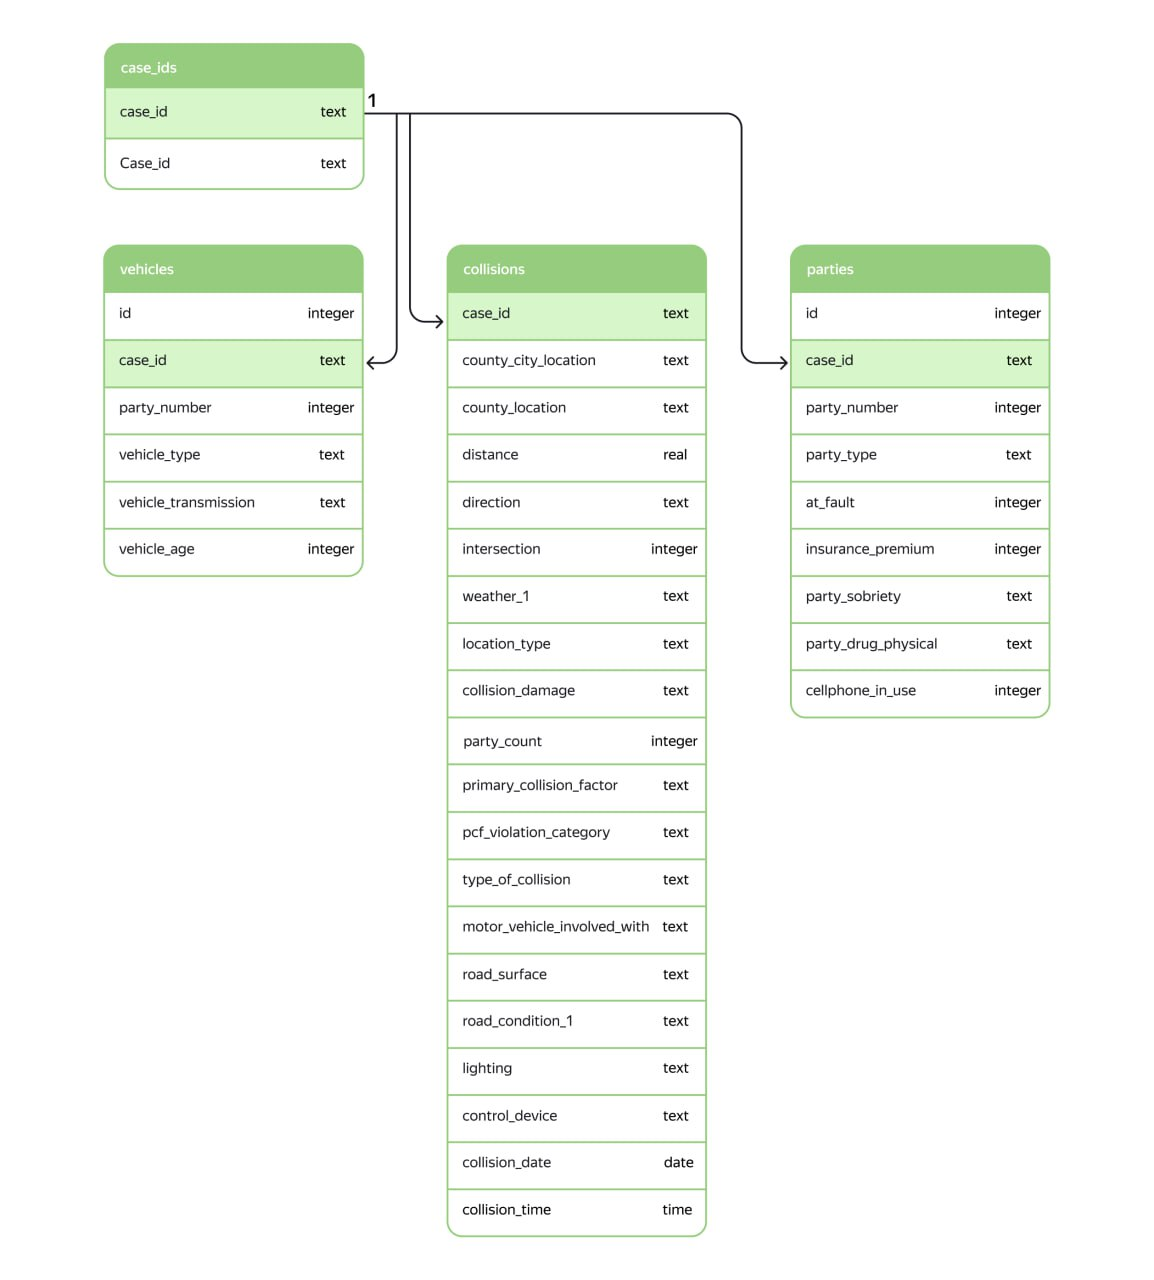 case_ids
case_id text
1
Case_id text
vehicles
id integer
case_id text
party_number integer
vehicle_type text
vehicle_transmission text
vehicle_age integer
collisions
case_id text
county_city_location text
county_location text
distance real
direction text
intersection integer
weather_1 text
location_type text
collision_damage text
party_count integer
primary_collision_factor text
pcf_violation_category text
type_of_collision text
motor_vehicle_involved_with text
road_surface text
road_condition_1 text
lighting text
control_device text
collision_date date
collision_time time
parties
id integer
case_id text
party_number integer
party_type text
at_fault integer
insurance_premium integer
party_sobriety text
party_drug_physical text
cellphone_in_use integer